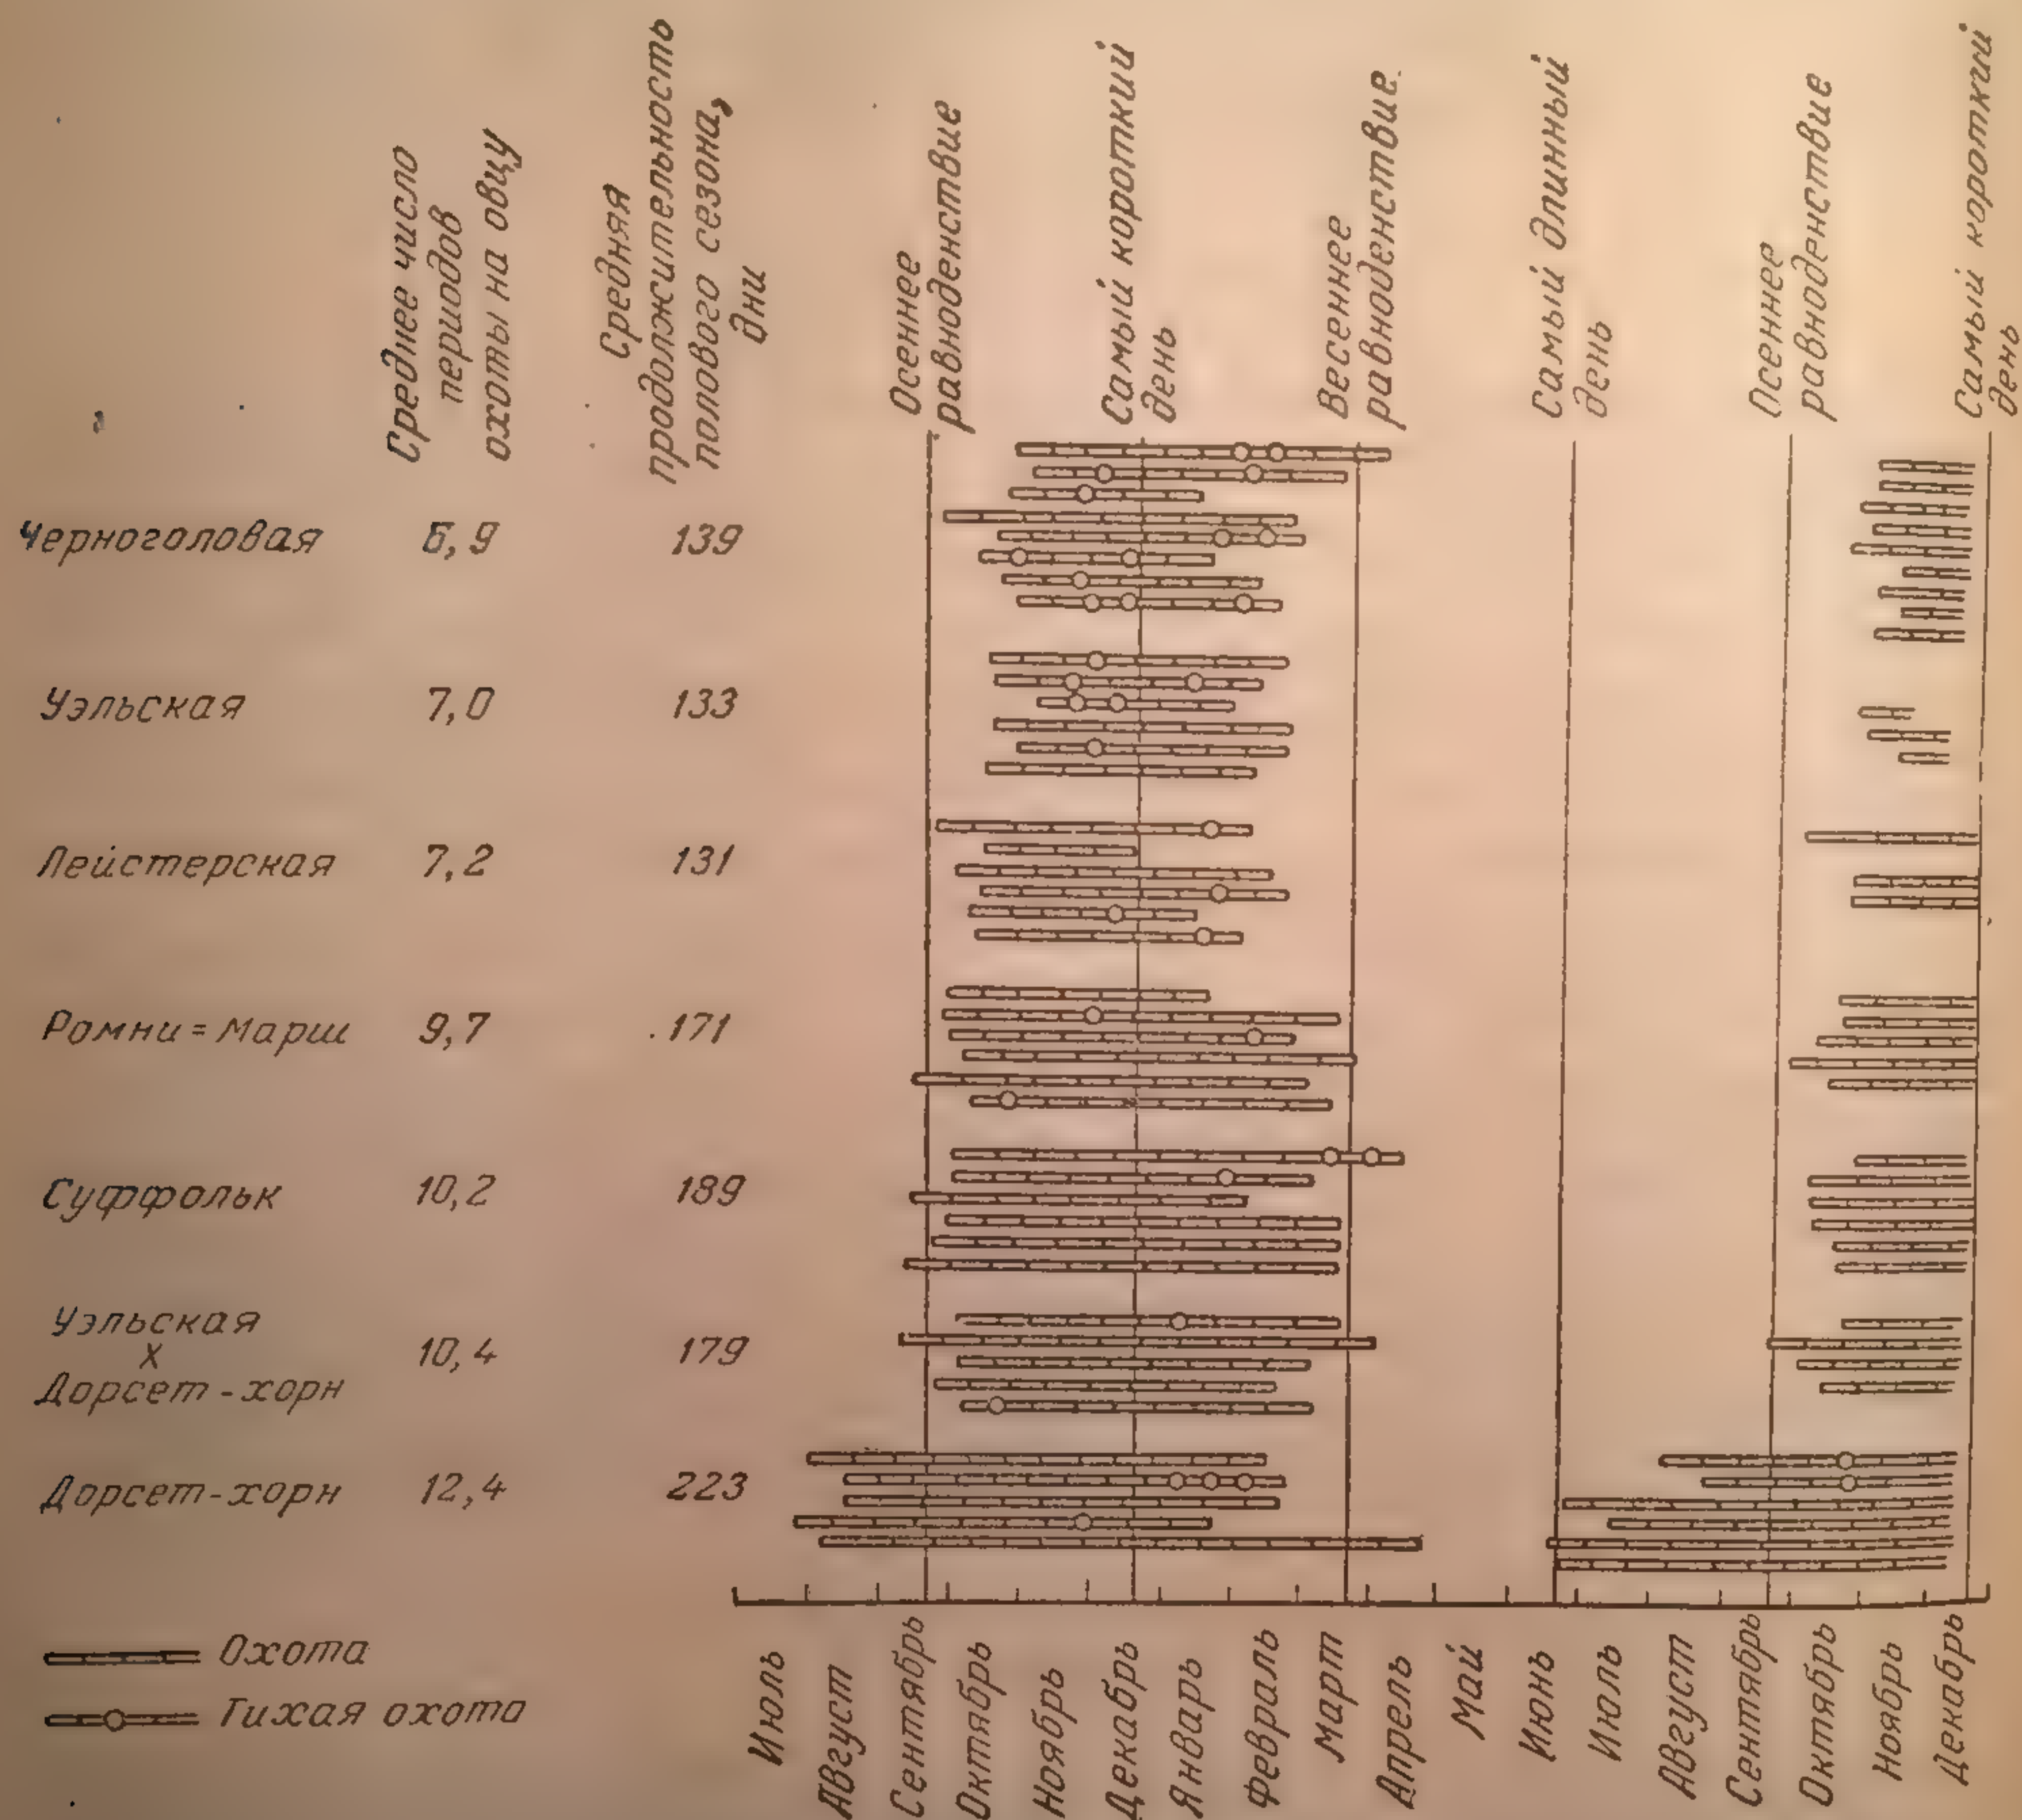 Среднее число
периодов
охоты на овцу
Средняя
продолжительность
полового сезона,
дни
Осеннее
равноденствие
Самый короткий
день
Весеннее
равноденствие
Самый длинный
день
Осеннее
равноденствие
Самый короткий
день
Черноголовая 6,9 139
Уэльская 7,0 133
Лейстерская 7,2 131
Ромни=Марш 9,7 171
Суффольк 10,2 189
Уэльская
х
Дорсет-хорн
10,4 179
Дорсет-хорн 12,4 223
Охота
Тихая охота
Июль
Август
Сентябрь
Октябрь
Ноябрь
Декабрь
Январь
Февраль
Март
Апрель
Май
Июнь
Июль
Август
Сентябрь
Октябрь
Ноябрь
Декабрь